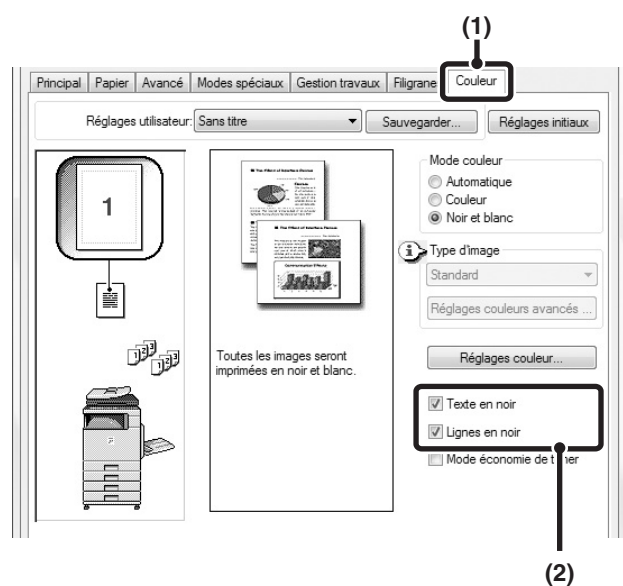 (1)
Principal Papier Avancé Modes spéciaux Gestion travaux Filigrane Couleur
Réglages utilisateur: Sans titre Sauvegarder... Réglages initiaux
1
123
123
Toutes les images seront
imprimées en noir et blanc.
Mode couleur
Automatique
Couleur
Noir et blanc
Type d'image
Standard
Réglages couleurs avancés ...
Réglages couleur...
Texte en noir
Lignes en noir
Mode économie de
(2)